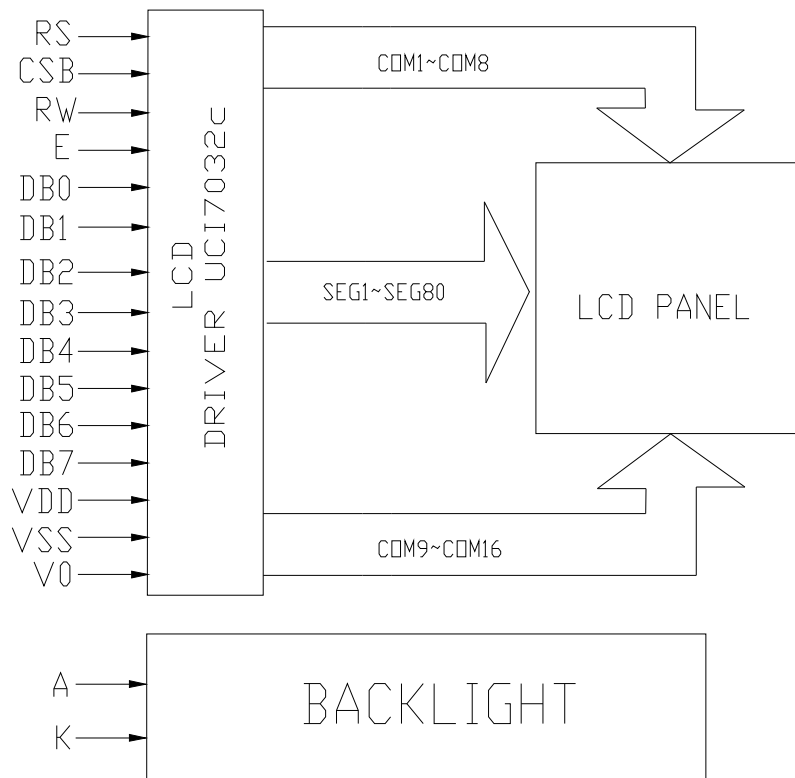 RS
CSB
RW
E
DB0
DB1
DB2
DB3
DB4
DB5
DB6
DB7
VDD
VSS
V0
LCD
DRIVER UCI7032c
COM1~COM8
SEG1~SEG80
COM9~COM16
LCD PANEL
A
K
BACKLIGHT